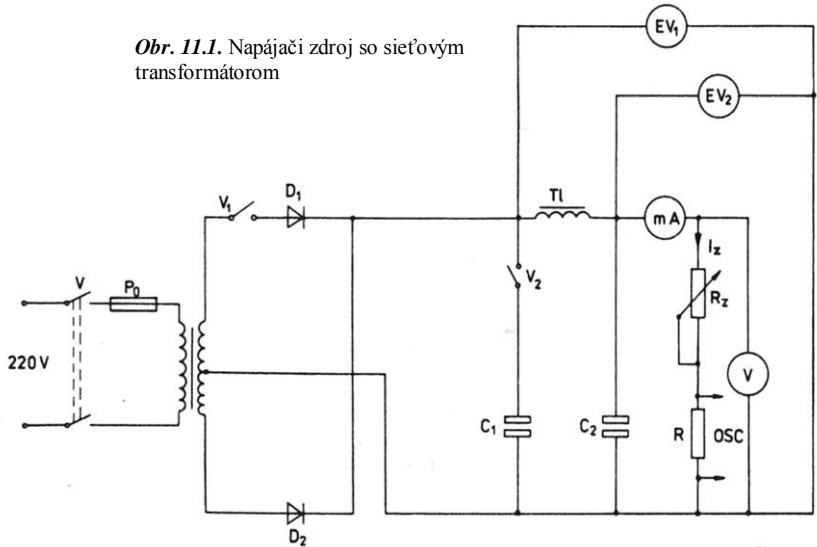 Obr. 11.1. Napájači zdroj so sieťovým
transformátorom
EV1
EV2
V1
D1
Tl
mA
Iz
V
P0
V2
Rz
220 V
V
C1
C2
R
OSC
D2